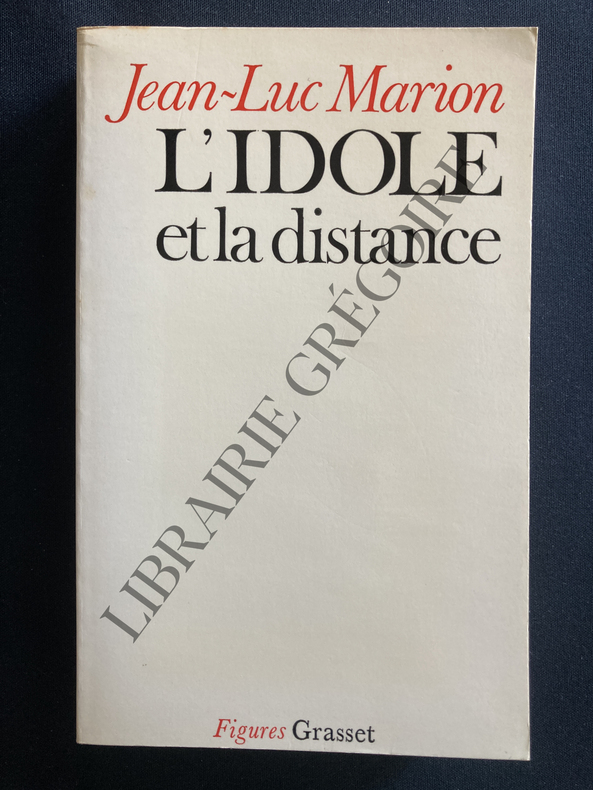 Jean~Luc Marion
L'IDOLE
et la distance
LIBRAIRIE GRÉGOIRE
Figures Grasset